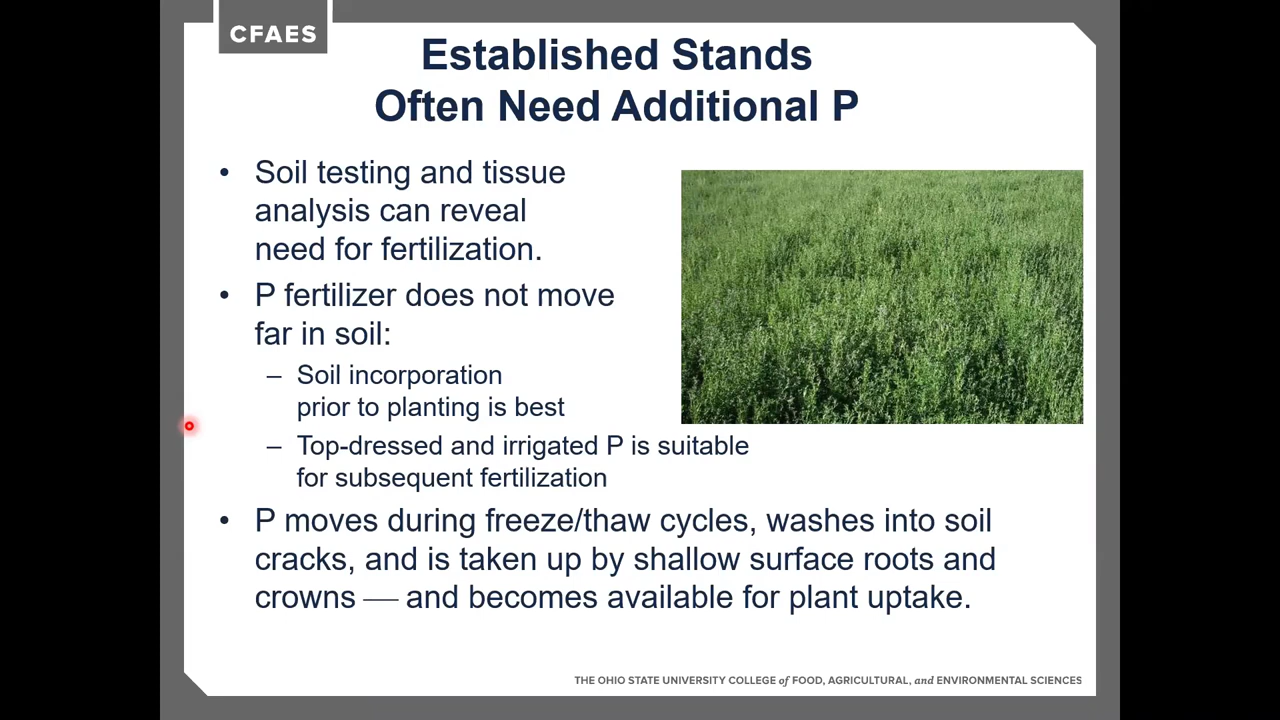 CFAES
Established Stands
Often Need Additional P
• Soil testing and tissue
analysis can reveal
need for fertilization.
• P fertilizer does not move
far in soil:
– Soil incorporation
prior to planting is best
– Top-dressed and irrigated P is suitable
for subsequent fertilization
• P moves during freeze/thaw cycles, washes into soil
cracks, and is taken up by shallow surface roots and
crowns — and becomes available for plant uptake.
THE OHIO STATE UNIVERSITY COLLEGE of FOOD, AGRICULTURAL, and ENVIRONMENTAL SCIENCES